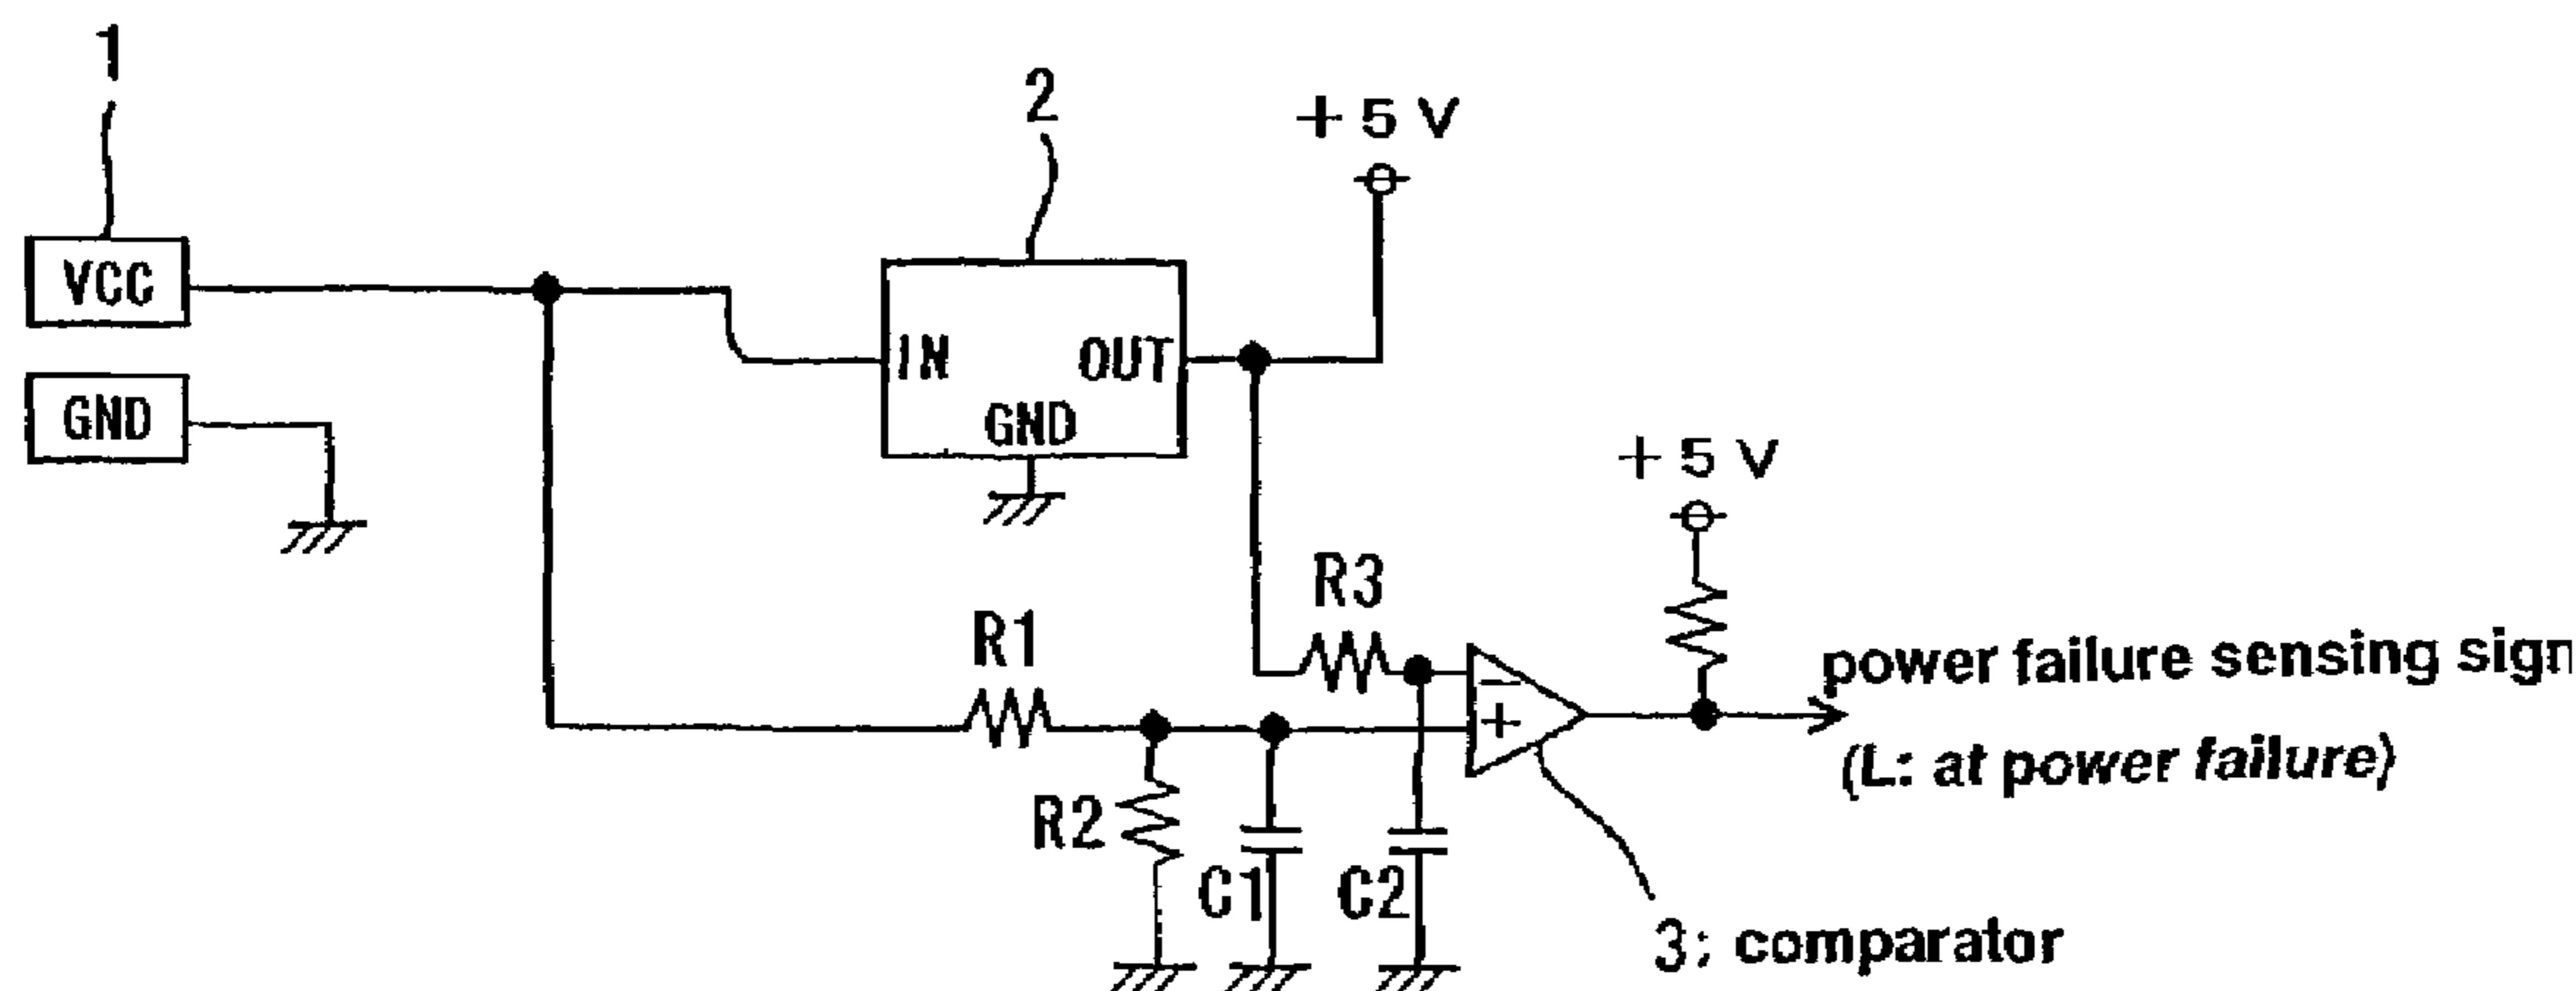 1
2
+5V
VCC
IN
OUT
GND
GND
+5V
R3
R1
power failure sensing sign
(L: at power failure)
R2
C1
C2
3: comparator
−
+